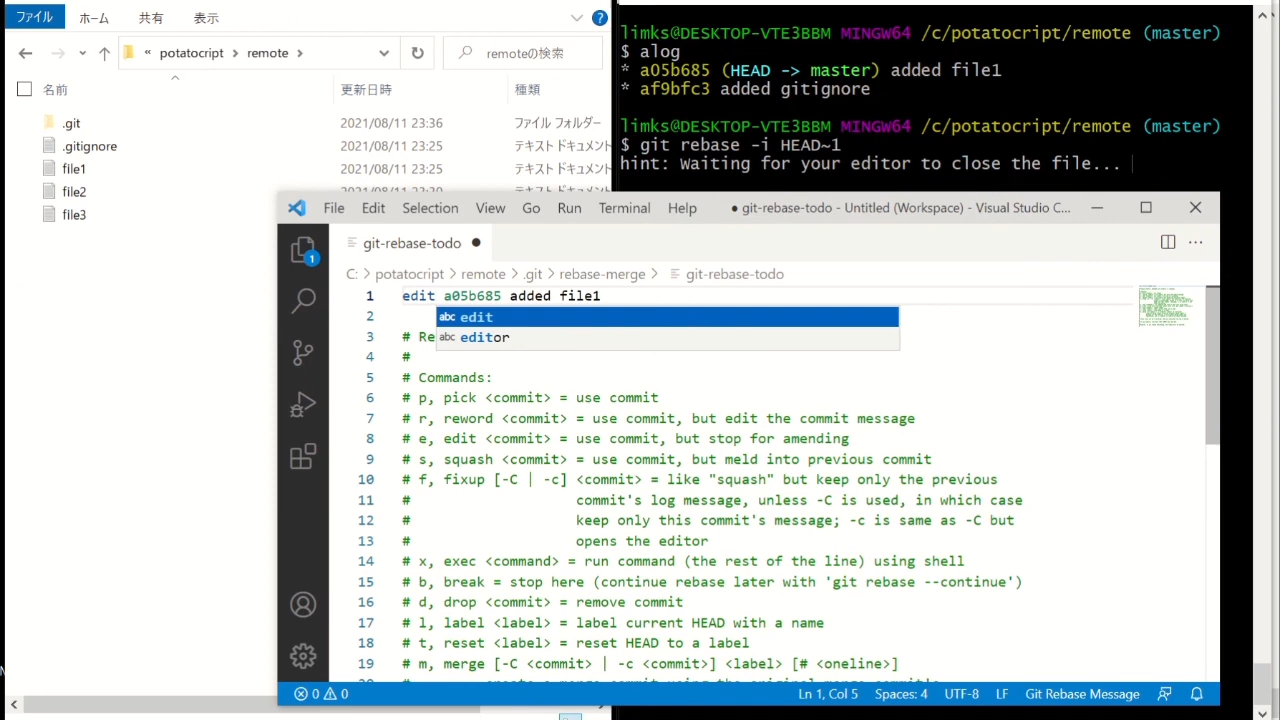 ファイル ホーム 共有 表示
« potatocript > remote > remoteの検索
名前 更新日時 種類
.git 2021/08/11 23:36 ファイル フォルダー
.gitignore 2021/08/11 23:25 テキスト ドキュメント
file1 2021/08/11 23:25 テキスト ドキュメント
file2
file3
limks@DESKTOP-VTE3BBM MINGW64 /c/potatocript/remote (master)
$ alog
* a05b685 (HEAD -> master) added file1
* af9bfc3 added gitignore
limks@DESKTOP-VTE3BBM MINGW64 /c/potatocript/remote (master)
$ git rebase -i HEAD~1
hint: Waiting for your editor to close the file...
File Edit Selection View Go Run Terminal Help ● git-rebase-todo - Untitled (Workspace) - Visual Studio C...
1
git-rebase-todo ●
C: > potatocript > remote > .git > rebase-merge > git-rebase-todo
1 edit a05b685 added file1
2 abc edit
abc editor
3 # Re
4 #
5 # Commands:
6 # p, pick <commit> = use commit
7 # r, reword <commit> = use commit, but edit the commit message
8 # e, edit <commit> = use commit, but stop for amending
9 # s, squash <commit> = use commit, but meld into previous commit
10 # f, fixup [-C | -c] <commit> = like "squash" but keep only the previous
11 # commit's log message, unless -C is used, in which case
12 # keep only this commit's message; -c is same as -C but
13 # opens the editor
14 # x, exec <command> = run command (the rest of the line) using shell
15 # b, break = stop here (continue rebase later with 'git rebase --continue')
16 # d, drop <commit> = remove commit
17 # l, label <label> = label current HEAD with a name
18 # t, reset <label> = reset HEAD to a label
19 # m, merge [-C <commit> | -c <commit>] <label> [# <oneline>]
0 0 Ln 1, Col 5 Spaces: 4 UTF-8 LF Git Rebase Message